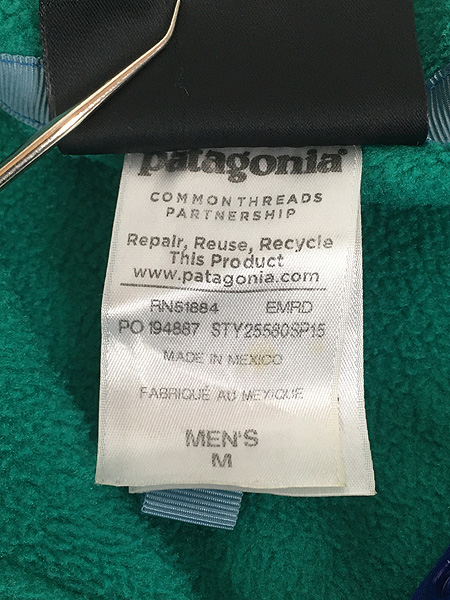 patagonia®
COMMONTHREADS
PARTNERSHIP
Repair, Reuse, Recycle
This Product
www.patagonia.com
RN51884 EMRD
PO 194887 STY25580SP15
MADE IN MEXICO
FABRIQUÉ AU MEXIQUE
MEN'S
M